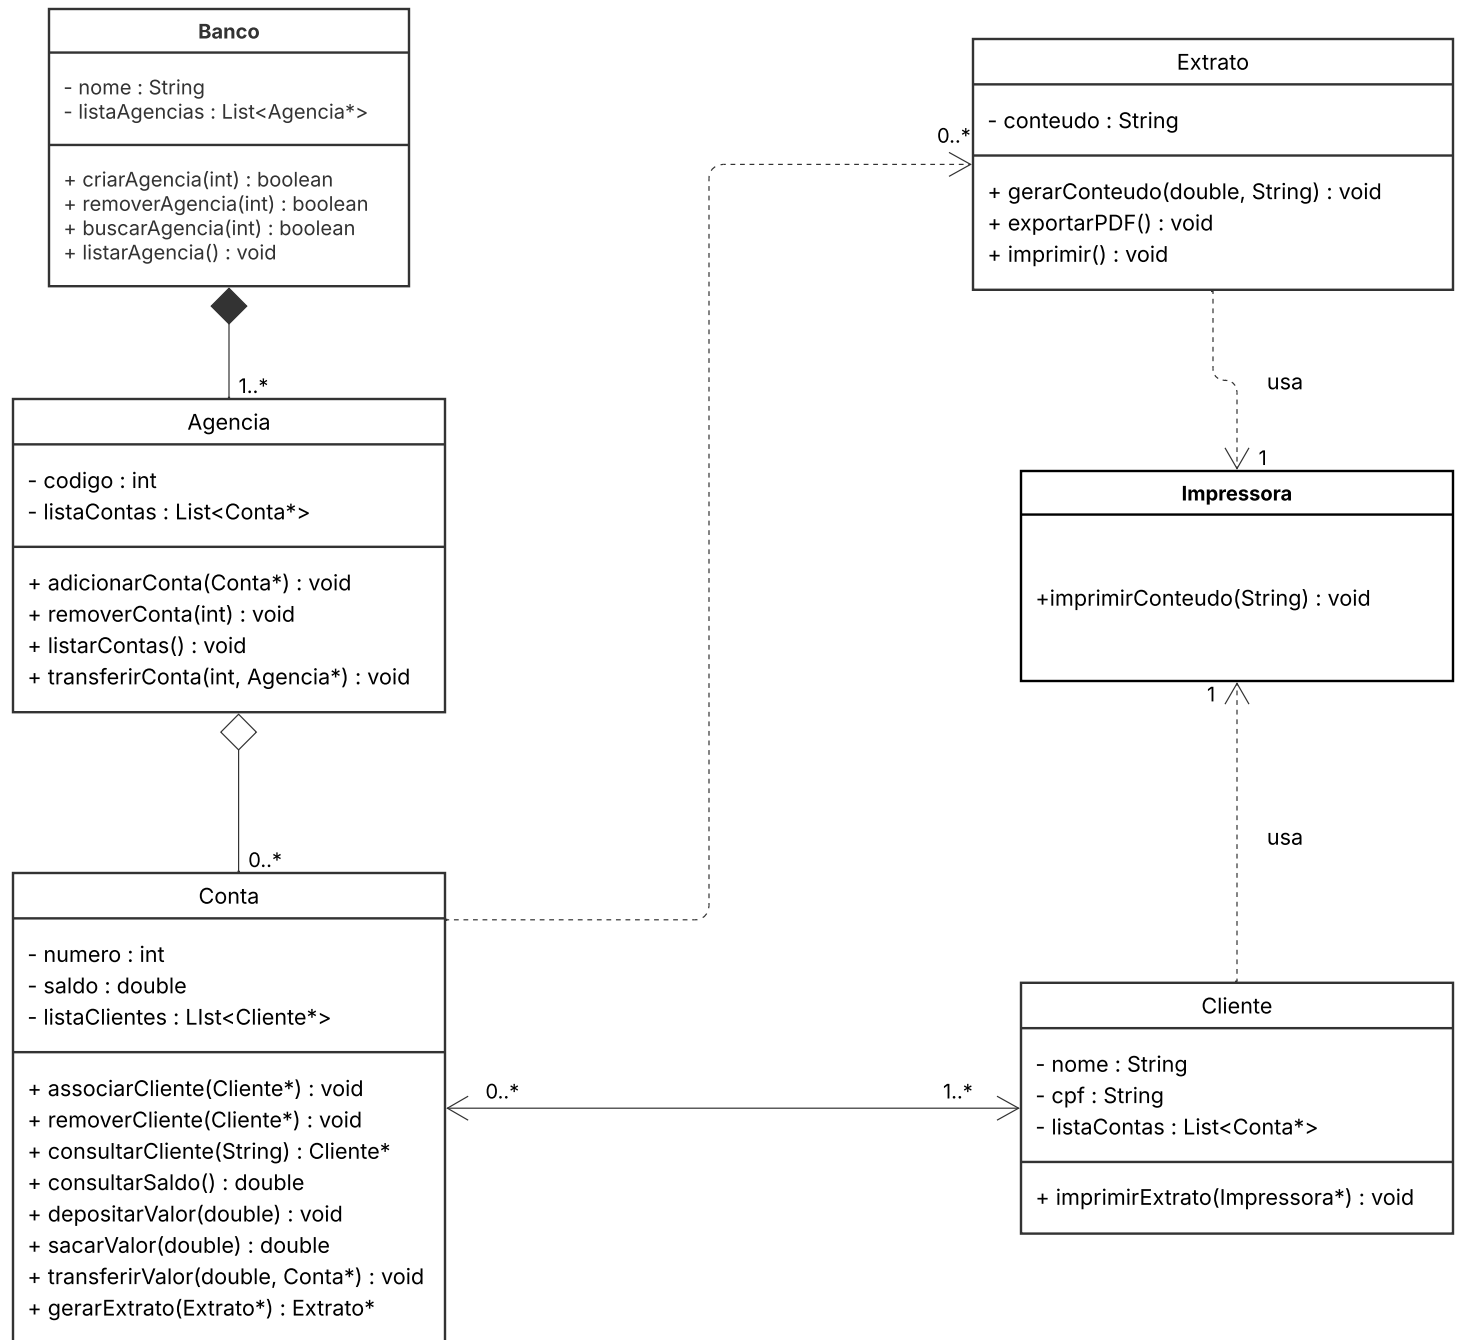 Banco
- nome : String
- listaAgencias : List<Agencia*>
+ criarAgencia(int) : boolean
+ removerAgencia(int) : boolean
+ buscarAgencia(int) : boolean
+ listarAgencia() : void
1..*
Agencia
- codigo : int
- listaContas : List<Conta*>
+ adicionarConta(Conta*) : void
+ removerConta(int) : void
+ listarContas() : void
+ transferirConta(int, Agencia*) : void
0..*
Conta
- numero : int
- saldo : double
- listaClientes : LIst<Cliente*>
+ associarCliente(Cliente*) : void
+ removerCliente(Cliente*) : void
+ consultarCliente(String) : Cliente*
+ consultarSaldo() : double
+ depositarValor(double) : void
+ sacarValor(double) : double
+ transferirValor(double, Conta*) : void
+ gerarExtrato(Extrato*) : Extrato*
0..*
1..*
0..*
Extrato
- conteudo : String
+ gerarConteudo(double, String) : void
+ exportarPDF() : void
+ imprimir() : void
usa
1
Impressora
+imprimirConteudo(String) : void
1
usa
Cliente
- nome : String
- cpf : String
- listaContas : List<Conta*>
+ imprimirExtrato(Impressora*) : void